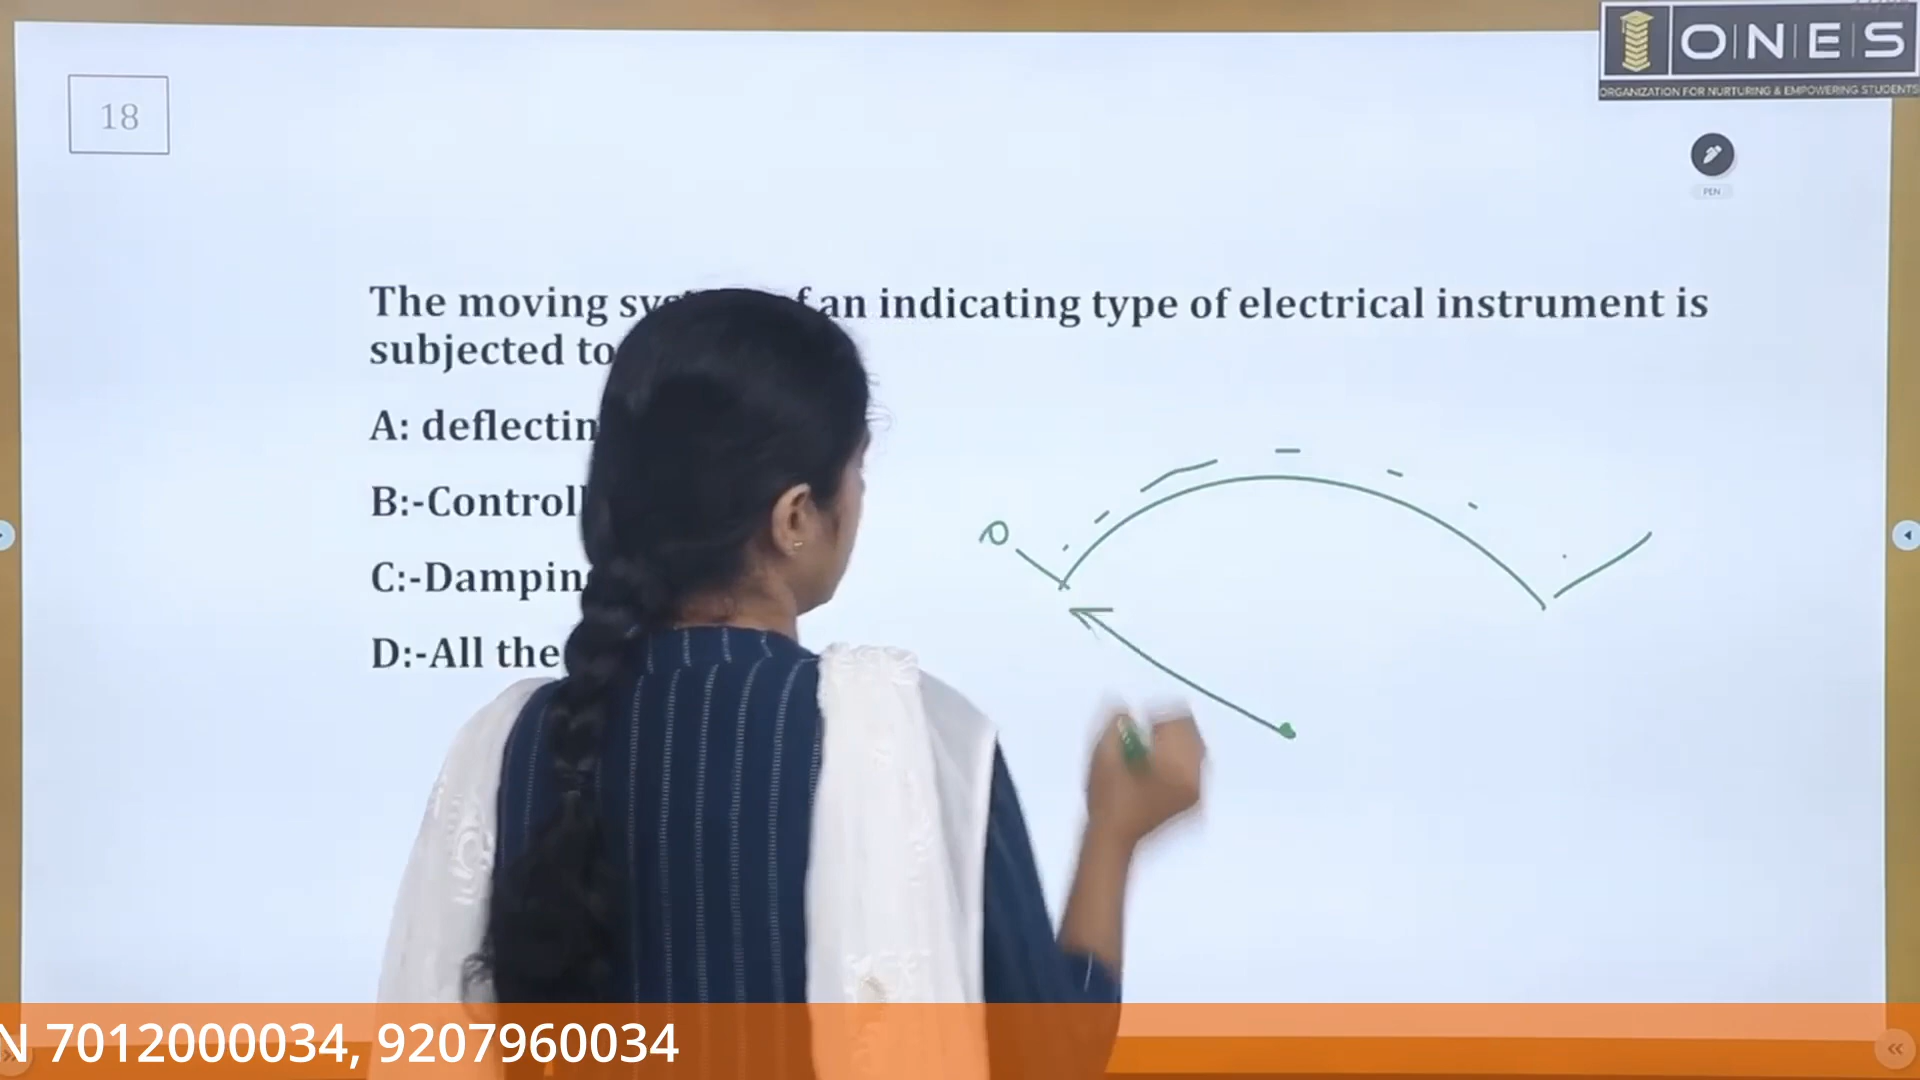 18
ONES
ORGANIZATION FOR NURTURING & EMPOWERING STUDENTS
PEN
The moving of an indicating type of electrical instrument is
subjected to
A: deflectin
B:-Controll
C:-Dampin
D:-All the
0
N 7012000034, 9207960034